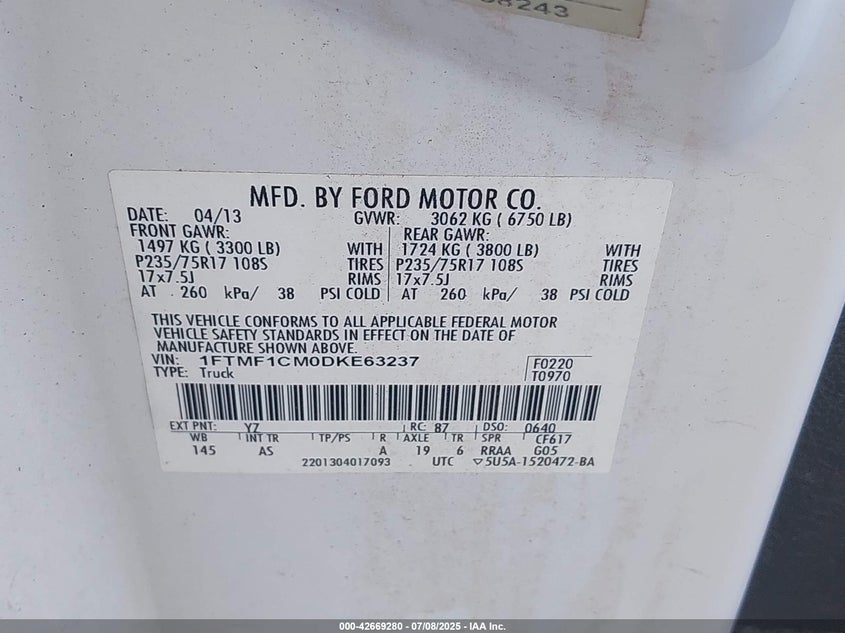 MFD. BY FORD MOTOR CO.
DATE: 04/13 GVWR: 3062 KG ( 6750 LB)
FRONT GAWR: REAR GAWR:
1497 KG ( 3300 LB) WITH 1724 KG ( 3800 LB) WITH
P235/75R17 108S TIRES P235/75R17 108S TIRES
17x7.5J RIMS 17x7.5J RIMS
AT 260 kPa/ 38 PSI COLD AT 260 kPa/ 38 PSI COLD
THIS VEHICLE CONFORMS TO ALL APPLICABLE FEDERAL MOTOR
VEHICLE SAFETY STANDARDS IN EFFECT ON THE DATE OF
MANUFACTURE SHOWN ABOVE.
VIN: 1FTMF1CM0DKE63237 F0220
TYPE: Truck T0970
EXT PNT: YZ RC: 87 DSO: 0640
WB INT TR TP/PS R AXLE TR SPR CF617
145 AS A 19 6 RRAA G05
2201304017093 UTC ▽5U5A-1520472-BA
000-42669280 - 07/08/2025 - IAA Inc.